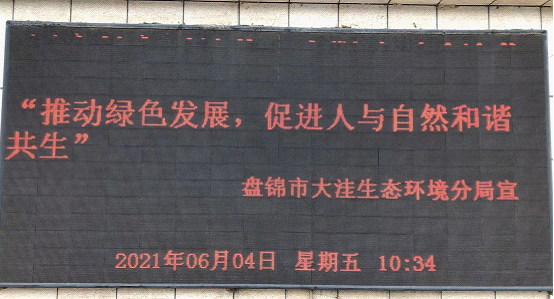 “推动绿色发展，促进人与自然和谐
共生”
盘锦市大洼生态环境分局宣
2021年06月04日 星期五 10:34